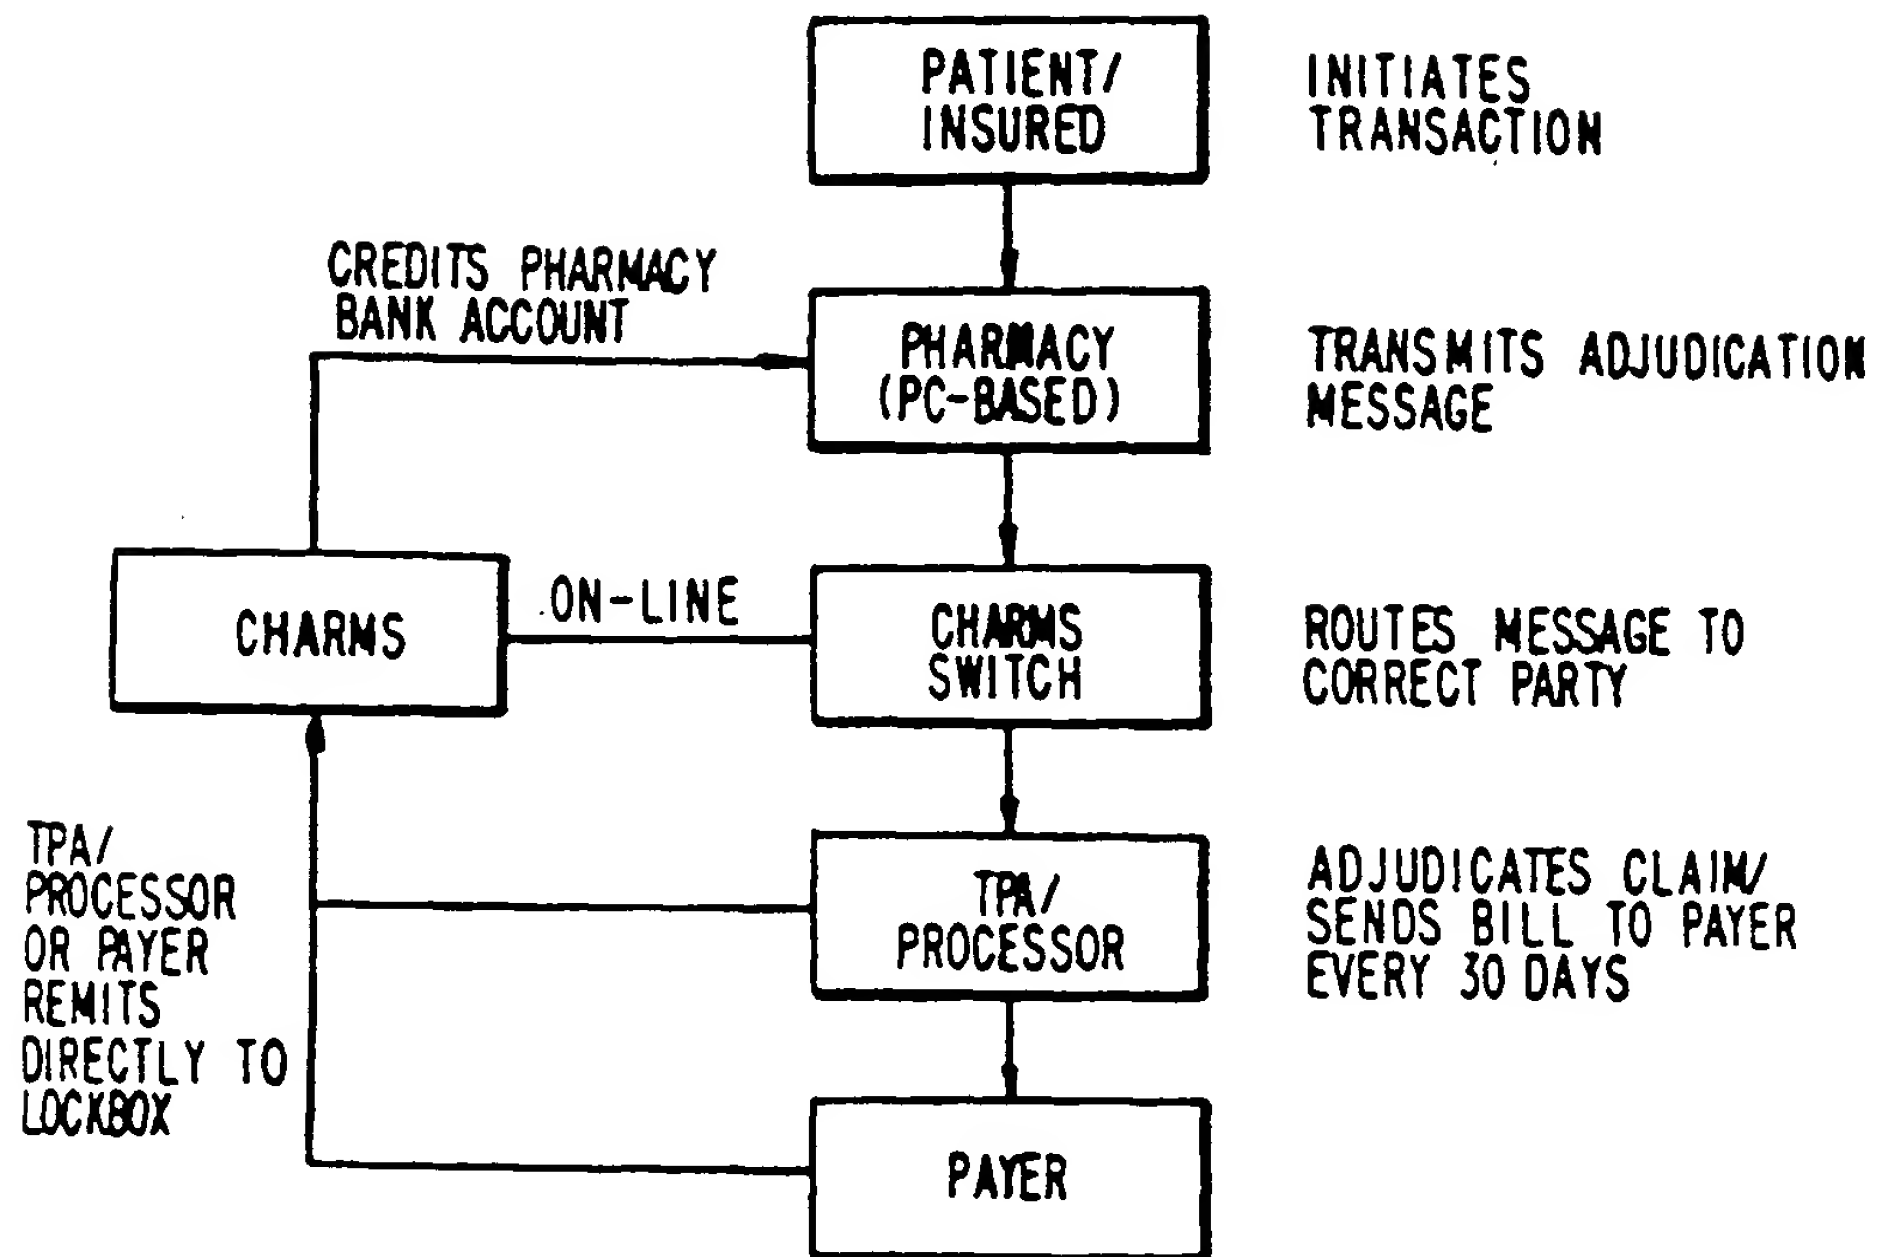 PATIENT/
INSURED
INITIATES
TRANSACTION
CREDITS PHARMACY
BANK ACCOUNT
PHARMACY
(PC-BASED)
TRANSMITS ADJUDICATION
MESSAGE
CHARMS
ON-LINE
CHARMS
SWITCH
ROUTES MESSAGE TO
CORRECT PARTY
TPA/
PROCESSOR
OR PAYER
REMITS
DIRECTLY TO
LOCKBOX
TPA/
PROCESSOR
ADJUDICATES CLAIM/
SENDS BILL TO PAYER
EVERY 30 DAYS
PAYER